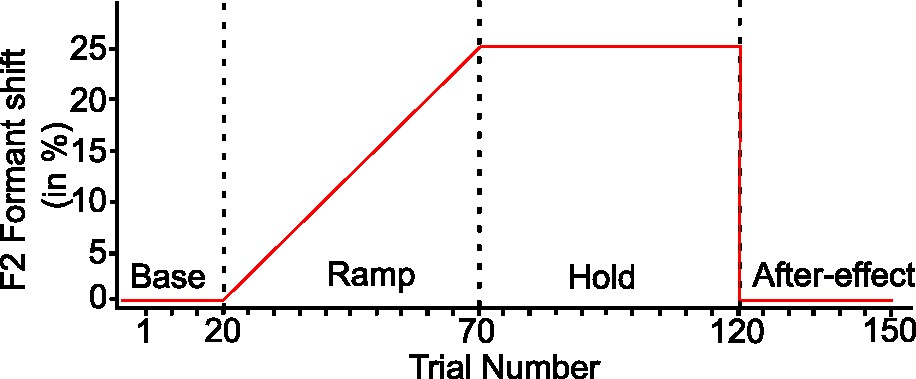 F2 Formant shift
(in %)
25
20
15
10
5
0
Base
Ramp
Hold
After-effect
1
20
70
120
150
Trial Number